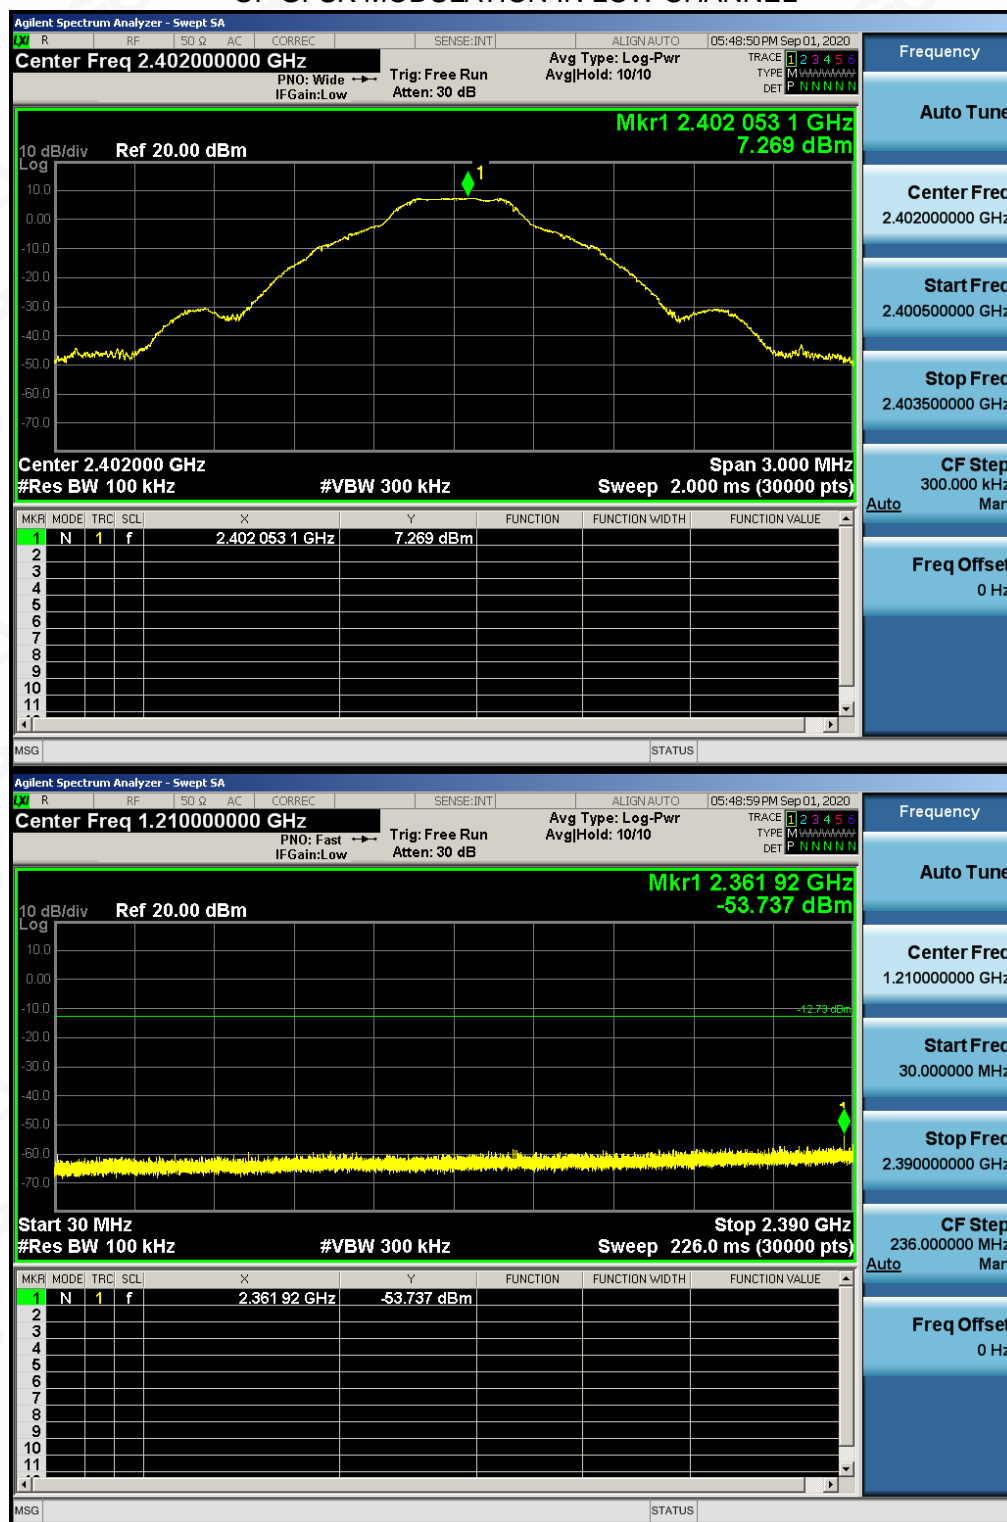 OF GFSK MODULATION IN LOW CHANNEL
Agilent Spectrum Analyzer - Swept SA
LXI R RF 50 Ω AC CORREC SENSE:INT ALIGN AUTO 05:48:50 PM Sep 01, 2020
Center Freq 2.402000000 GHz
PNO: Wide
IFGain:Low
Trig: Free Run
Atten: 30 dB
Avg Type: Log-Pwr
Avg|Hold: 10/10
TRACE 1 2 3 4 5 6
TYPE M WWWWW
DET P N N N N N
Mkr1 2.402 053 1 GHz
7.269 dBm
10 dB/div Ref 20.00 dBm
Log
1
10.0
0.00
-10.0
-20.0
-30.0
-40.0
-50.0
-60.0
-70.0
Center 2.402000 GHz Span 3.000 MHz
#Res BW 100 kHz #VBW 300 kHz Sweep 2.000 ms (30000 pts)
MKR MODE TRC SCL X Y FUNCTION FUNCTION WIDTH FUNCTION VALUE
1 N 1 f 2.402 053 1 GHz 7.269 dBm
2
3
4
5
6
7
8
9
10
11
MSG STATUS
Frequency
Auto Tune
Center Freq
2.402000000 GHz
Start Freq
2.400500000 GHz
Stop Freq
2.403500000 GHz
CF Step
300.000 kHz
Auto Man
Freq Offset
0 Hz
Agilent Spectrum Analyzer - Swept SA
LXI R RF 50 Ω AC CORREC SENSE:INT ALIGN AUTO 05:48:59 PM Sep 01, 2020
Center Freq 1.210000000 GHz
PNO: Fast
IFGain:Low
Trig: Free Run
Atten: 30 dB
Avg Type: Log-Pwr
Avg|Hold: 10/10
TRACE 1 2 3 4 5 6
TYPE M WWWWW
DET P N N N N N
Mkr1 2.361 92 GHz
-53.737 dBm
10 dB/div Ref 20.00 dBm
Log
10.0
0.00
-10.0
-12.73 dBm
-20.0
-30.0
-40.0
1
-50.0
-60.0
-70.0
Start 30 MHz Stop 2.390 GHz
#Res BW 100 kHz #VBW 300 kHz Sweep 226.0 ms (30000 pts)
MKR MODE TRC SCL X Y FUNCTION FUNCTION WIDTH FUNCTION VALUE
1 N 1 f 2.361 92 GHz -53.737 dBm
2
3
4
5
6
7
8
9
10
11
MSG STATUS
Frequency
Auto Tune
Center Freq
1.210000000 GHz
Start Freq
30.000000 MHz
Stop Freq
2.390000000 GHz
CF Step
236.000000 MHz
Auto Man
Freq Offset
0 Hz